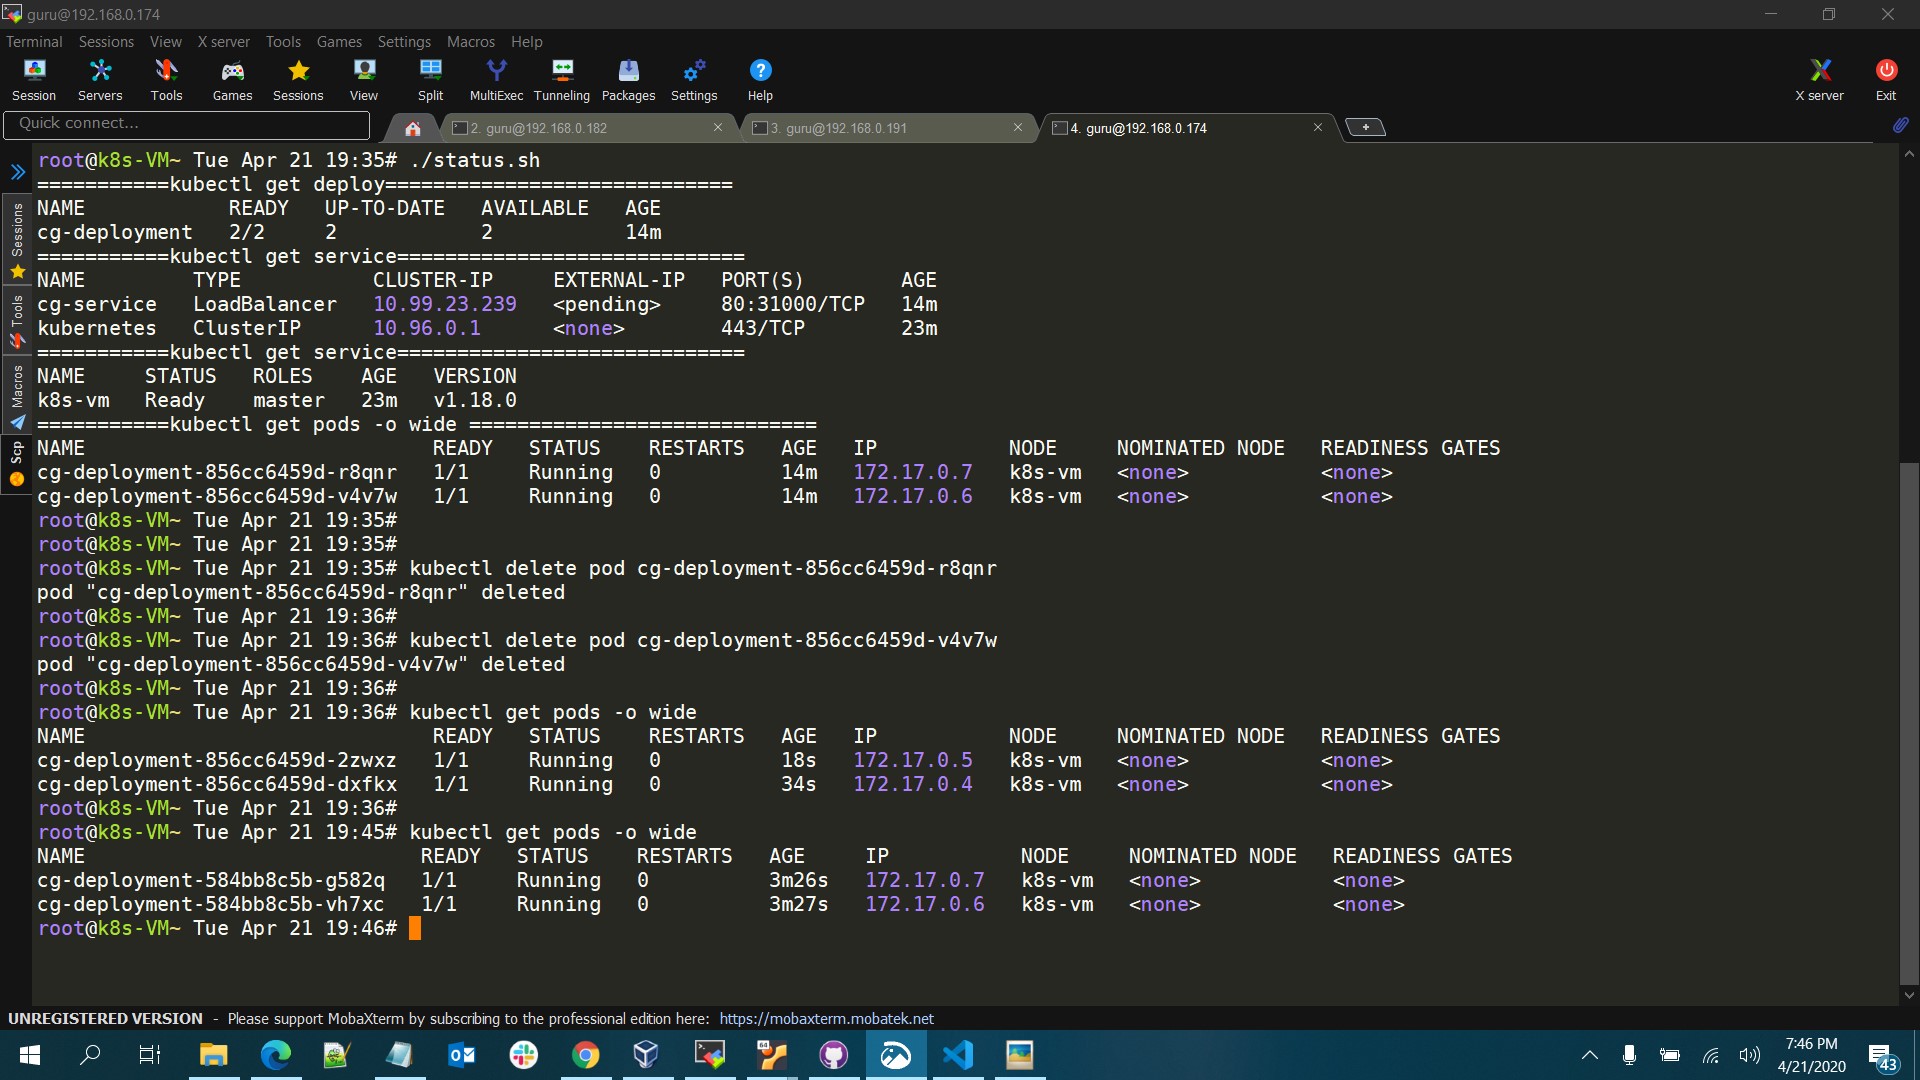 guru@192.168.0.174
Terminal Sessions View X server Tools Games Settings Macros Help
Session Servers Tools Games Sessions View Split MultiExec Tunneling Packages Settings Help X server Exit
Quick connect... 2. guru@192.168.0.182 3. guru@192.168.0.191 4. guru@192.168.0.174
Sessions
Tools
Macros
Scp
root@k8s-VM~ Tue Apr 21 19:35# ./status.sh
===========kubectl get deploy=============================
NAME            READY   UP-TO-DATE   AVAILABLE   AGE
cg-deployment   2/2     2            2           14m
===========kubectl get service=============================
NAME         TYPE           CLUSTER-IP     EXTERNAL-IP   PORT(S)        AGE
cg-service   LoadBalancer   10.99.23.239   <pending>     80:31000/TCP   14m
kubernetes   ClusterIP      10.96.0.1      <none>        443/TCP        23m
===========kubectl get service=============================
NAME     STATUS   ROLES    AGE   VERSION
k8s-vm   Ready    master   23m   v1.18.0
===========kubectl get pods -o wide =============================
NAME                             READY   STATUS    RESTARTS   AGE   IP           NODE     NOMINATED NODE   READINESS GATES
cg-deployment-856cc6459d-r8qnr   1/1     Running   0          14m   172.17.0.7   k8s-vm   <none>           <none>
cg-deployment-856cc6459d-v4v7w   1/1     Running   0          14m   172.17.0.6   k8s-vm   <none>           <none>
root@k8s-VM~ Tue Apr 21 19:35#
root@k8s-VM~ Tue Apr 21 19:35#
root@k8s-VM~ Tue Apr 21 19:35# kubectl delete pod cg-deployment-856cc6459d-r8qnr
pod "cg-deployment-856cc6459d-r8qnr" deleted
root@k8s-VM~ Tue Apr 21 19:36#
root@k8s-VM~ Tue Apr 21 19:36# kubectl delete pod cg-deployment-856cc6459d-v4v7w
pod "cg-deployment-856cc6459d-v4v7w" deleted
root@k8s-VM~ Tue Apr 21 19:36#
root@k8s-VM~ Tue Apr 21 19:36# kubectl get pods -o wide
NAME                             READY   STATUS    RESTARTS   AGE   IP           NODE     NOMINATED NODE   READINESS GATES
cg-deployment-856cc6459d-2zwxz   1/1     Running   0          18s   172.17.0.5   k8s-vm   <none>           <none>
cg-deployment-856cc6459d-dxfkx   1/1     Running   0          34s   172.17.0.4   k8s-vm   <none>           <none>
root@k8s-VM~ Tue Apr 21 19:36#
root@k8s-VM~ Tue Apr 21 19:45# kubectl get pods -o wide
NAME                            READY   STATUS    RESTARTS   AGE     IP           NODE     NOMINATED NODE   READINESS GATES
cg-deployment-584bb8c5b-g582q   1/1     Running   0          3m26s   172.17.0.7   k8s-vm   <none>           <none>
cg-deployment-584bb8c5b-vh7xc   1/1     Running   0          3m27s   172.17.0.6   k8s-vm   <none>           <none>
root@k8s-VM~ Tue Apr 21 19:46#
UNREGISTERED VERSION - Please support MobaXterm by subscribing to the professional edition here: https://mobaxterm.mobatek.net
7:46 PM
4/21/2020
43